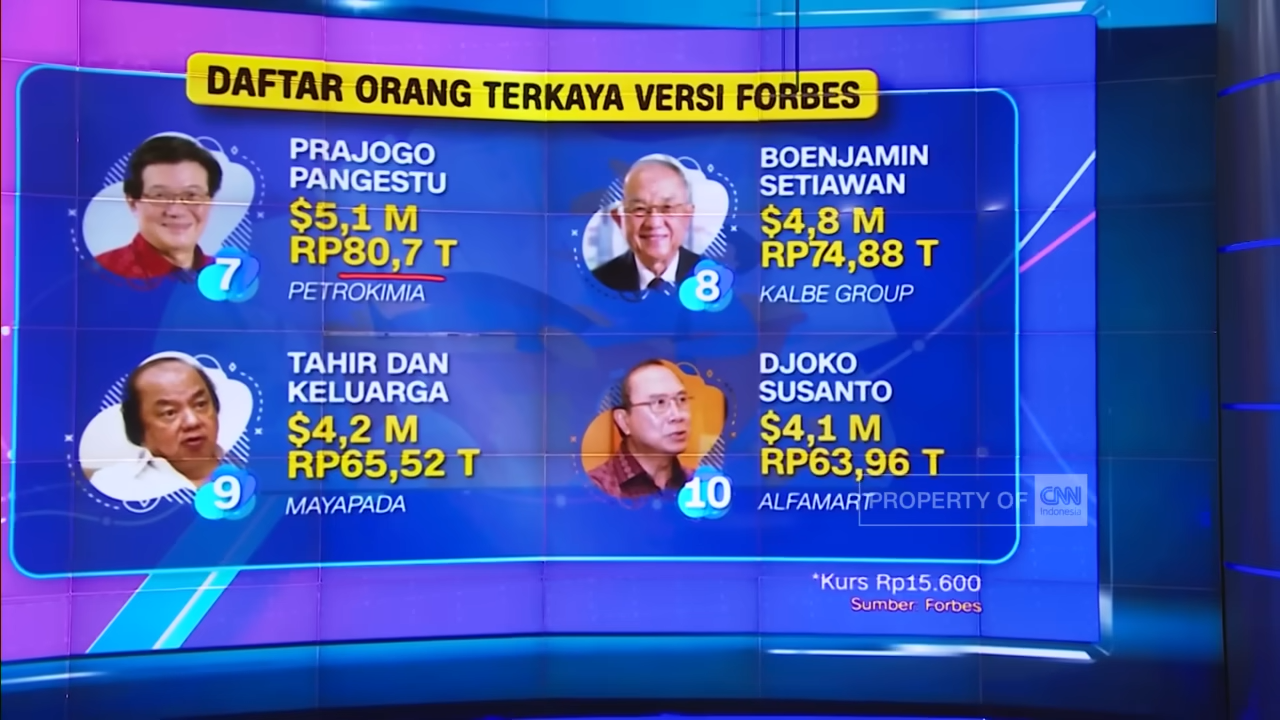 DAFTAR ORANG TERKAYA VERSI FORBES
PRAJOGO
PANGESTU
$5,1 M
RP80,7 T
PETROKIMIA
7
BOENJAMIN
SETIAWAN
$4,8 M
RP74,88 T
KALBE GROUP
8
TAHIR DAN
KELUARGA
$4,2 M
RP65,52 T
MAYAPADA
9
DJOKO
SUSANTO
$4,1 M
RP63,96 T
ALFAMART
10
PROPERTY OF CNN
Indonesia
*Kurs Rp15.600
Sumber: Forbes